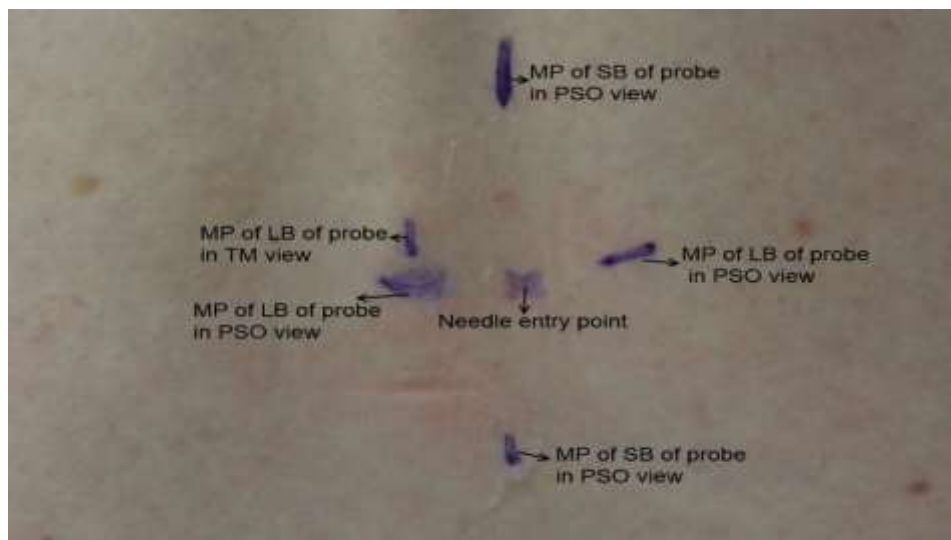 MP of SB of probe
in PSO view
MP of LB of probe
in TM view
MP of LB of probe
in PSO view
MP of LB of probe
in PSO view
Needle entry point
MP of SB of probe
in PSO view